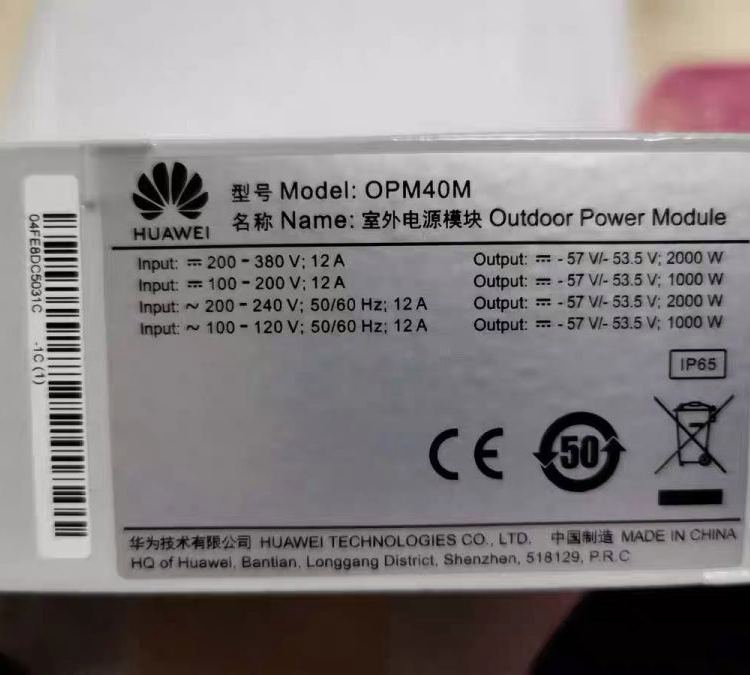 04FE8DC5031C
-1C (1)
HUAWEI
型号 Model: OPM40M
名称 Name: 室外电源模块 Outdoor Power Module
Input: ⎓ 200 - 380 V; 12 A Output: ⎓ - 57 V/- 53.5 V; 2000 W
Input: ⎓ 100 - 200 V; 12 A Output: ⎓ - 57 V/- 53.5 V; 1000 W
Input: ~ 200 - 240 V; 50/60 Hz; 12 A Output: ⎓ - 57 V/- 53.5 V; 2000 W
Input: ~ 100 - 120 V; 50/60 Hz; 12 A Output: ⎓ - 57 V/- 53.5 V; 1000 W
IP65
CE 50
华为技术有限公司 HUAWEI TECHNOLOGIES CO., LTD. 中国制造 MADE IN CHINA
HQ of Huawei, Bantian, Longgang District, Shenzhen, 518129, P.R.C